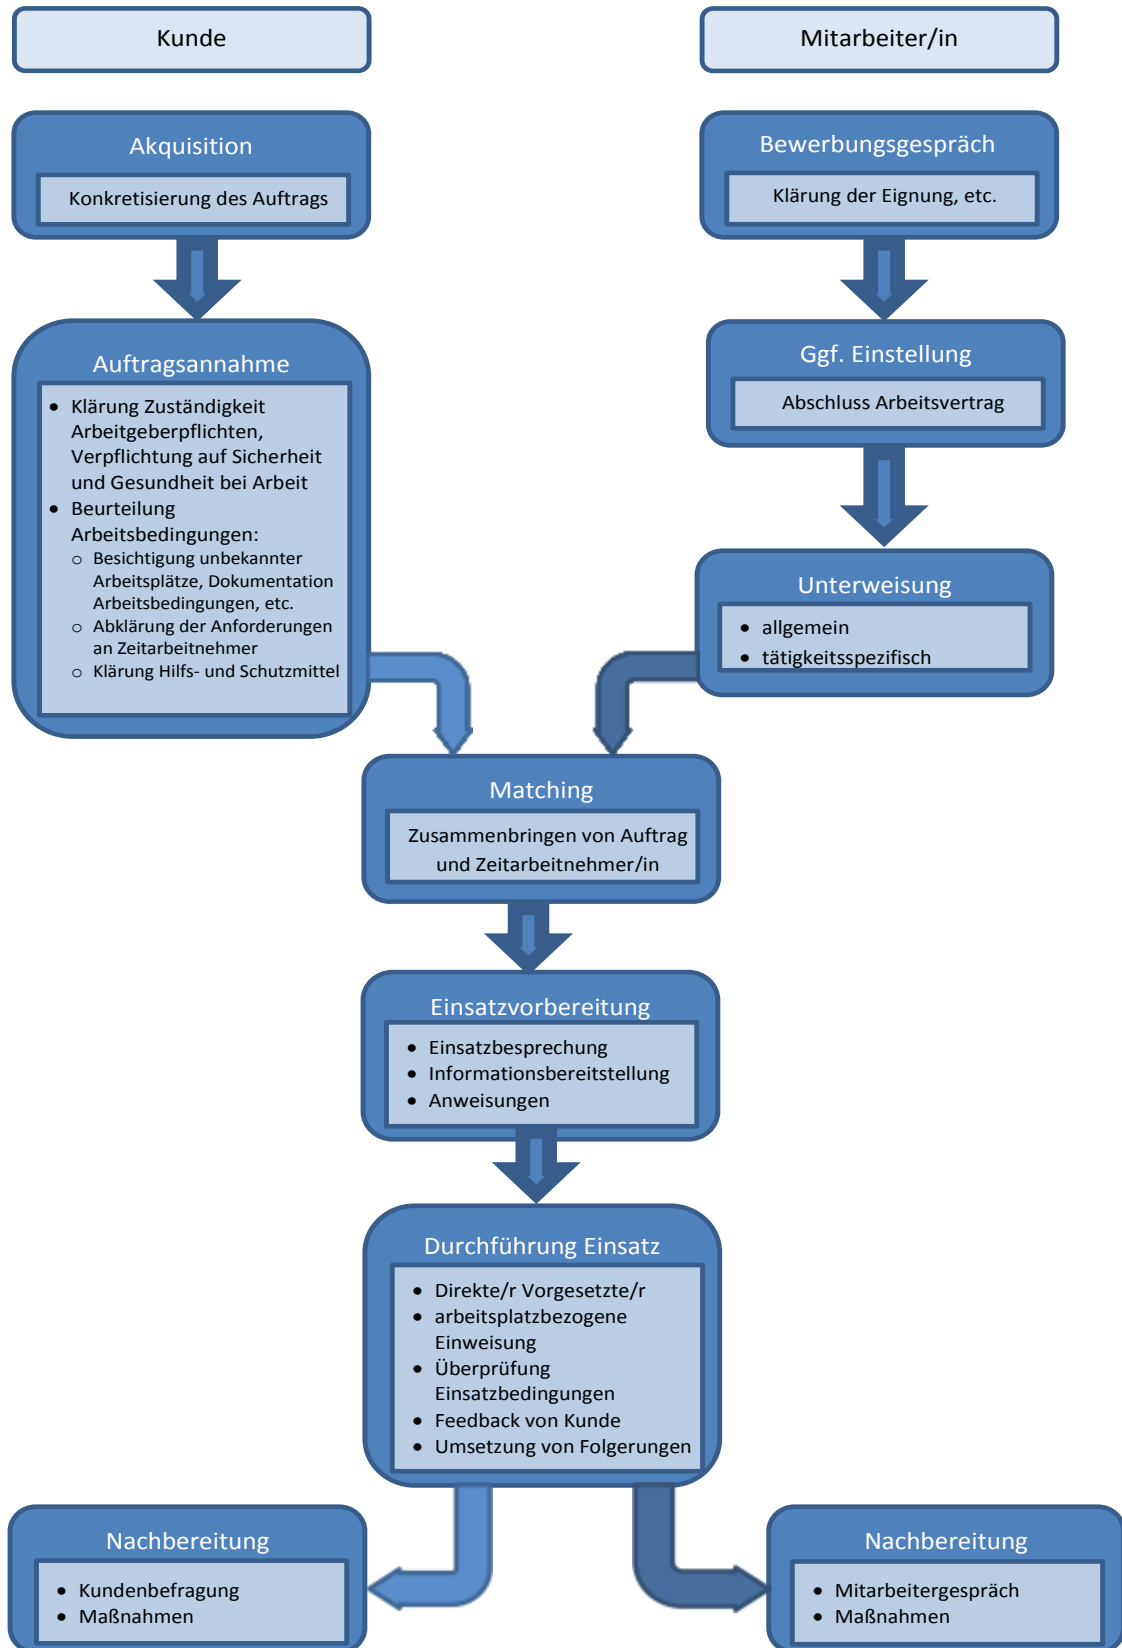 Kunde
Mitarbeiter/in
Akquisition
Konkretisierung des Auftrags
Bewerbungsgespräch
Klärung der Eignung, etc.
Auftragsannahme
• Klärung Zuständigkeit
Arbeitgeberpflichten,
Verpflichtung auf Sicherheit
und Gesundheit bei Arbeit
• Beurteilung
Arbeitsbedingungen:
o Besichtigung unbekannter
Arbeitsplätze, Dokumentation
Arbeitsbedingungen, etc.
o Abklärung der Anforderungen
an Zeitarbeitnehmer
o Klärung Hilfs- und Schutzmittel
Ggf. Einstellung
Abschluss Arbeitsvertrag
Unterweisung
• allgemein
• tätigkeitsspezifisch
Matching
Zusammenbringen von Auftrag
und Zeitarbeitnehmer/in
Einsatzvorbereitung
• Einsatzbesprechung
• Informationsbereitstellung
• Anweisungen
Durchführung Einsatz
• Direkte/r Vorgesetzte/r
• arbeitsplatzbezogene
Einweisung
• Überprüfung
Einsatzbedingungen
• Feedback von Kunde
• Umsetzung von Folgerungen
Nachbereitung
• Kundenbefragung
• Maßnahmen
Nachbereitung
• Mitarbeitergespräch
• Maßnahmen